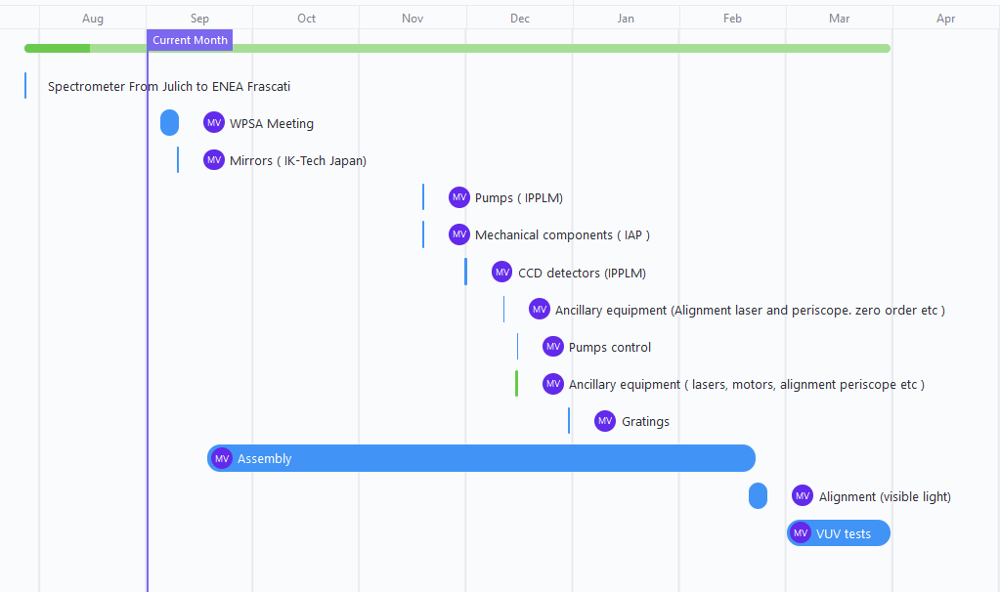 Aug Sep Oct Nov Dec Jan Feb Mar Apr
Current Month
Spectrometer From Julich to ENEA Frascati
MV WPSA Meeting
MV Mirrors ( IK-Tech Japan)
MV Pumps ( IPPLM)
MV Mechanical components ( IAP )
MV CCD detectors (IPPLM)
MV Ancillary equipment (Alignment laser and periscope. zero order etc )
MV Pumps control
MV Ancillary equipment ( lasers, motors, alignment periscope etc )
MV Gratings
MV Assembly
MV Alignment (visible light)
MV VUV tests